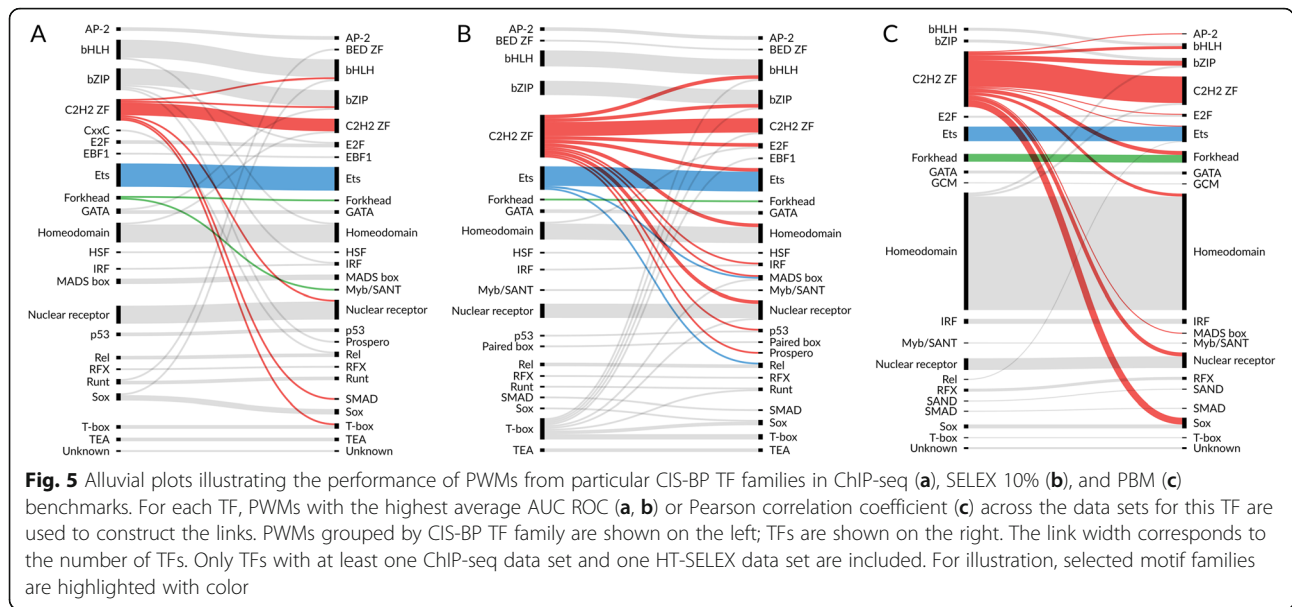 A
AP-2
bHLH
bZIP
C2H2 ZF
CxxC
E2F
EBF1
Ets
Forkhead
GATA
Homeodomain
HSF
IRF
MADS box
Nuclear receptor
p53
Rel
RFX
Runt
Sox
T-box
TEA
Unknown
AP-2
BED ZF
bHLH
bZIP
C2H2 ZF
E2F
EBF1
Ets
Forkhead
GATA
Homeodomain
HSF
IRF
MADS box
Myb/SANT
Nuclear receptor
p53
Prospero
Rel
RFX
Runt
SMAD
Sox
T-box
TEA
Unknown
B
AP-2
BED ZF
bHLH
bZIP
C2H2 ZF
Ets
Forkhead
GATA
Homeodomain
HSF
IRF
Myb/SANT
Nuclear receptor
p53
Paired box
Rel
RFX
Runt
SMAD
Sox
T-box
TEA
AP-2
BED ZF
bHLH
bZIP
C2H2 ZF
E2F
EBF1
Ets
Forkhead
GATA
Homeodomain
HSF
IRF
MADS box
Myb/SANT
Nuclear receptor
p53
Paired box
Prospero
Rel
RFX
Runt
SMAD
Sox
T-box
TEA
C
bHLH
bZIP
C2H2 ZF
E2F
Ets
Forkhead
GATA
GCM
Homeodomain
IRF
Myb/SANT
Nuclear receptor
Rel
RFX
SAND
SMAD
Sox
T-box
Unknown
AP-2
bHLH
bZIP
C2H2 ZF
E2F
Ets
Forkhead
GATA
GCM
Homeodomain
IRF
MADS box
Myb/SANT
Nuclear receptor
RFX
SAND
SMAD
Sox
T-box
Unknown
Fig. 5 Alluvial plots illustrating the performance of PWMs from particular CIS-BP TF families in ChIP-seq (a), SELEX 10% (b), and PBM (c)
benchmarks. For each TF, PWMs with the highest average AUC ROC (a, b) or Pearson correlation coefficient (c) across the data sets for this TF are
used to construct the links. PWMs grouped by CIS-BP TF family are shown on the left; TFs are shown on the right. The link width corresponds to
the number of TFs. Only TFs with at least one ChIP-seq data set and one HT-SELEX data set are included. For illustration, selected motif families
are highlighted with color